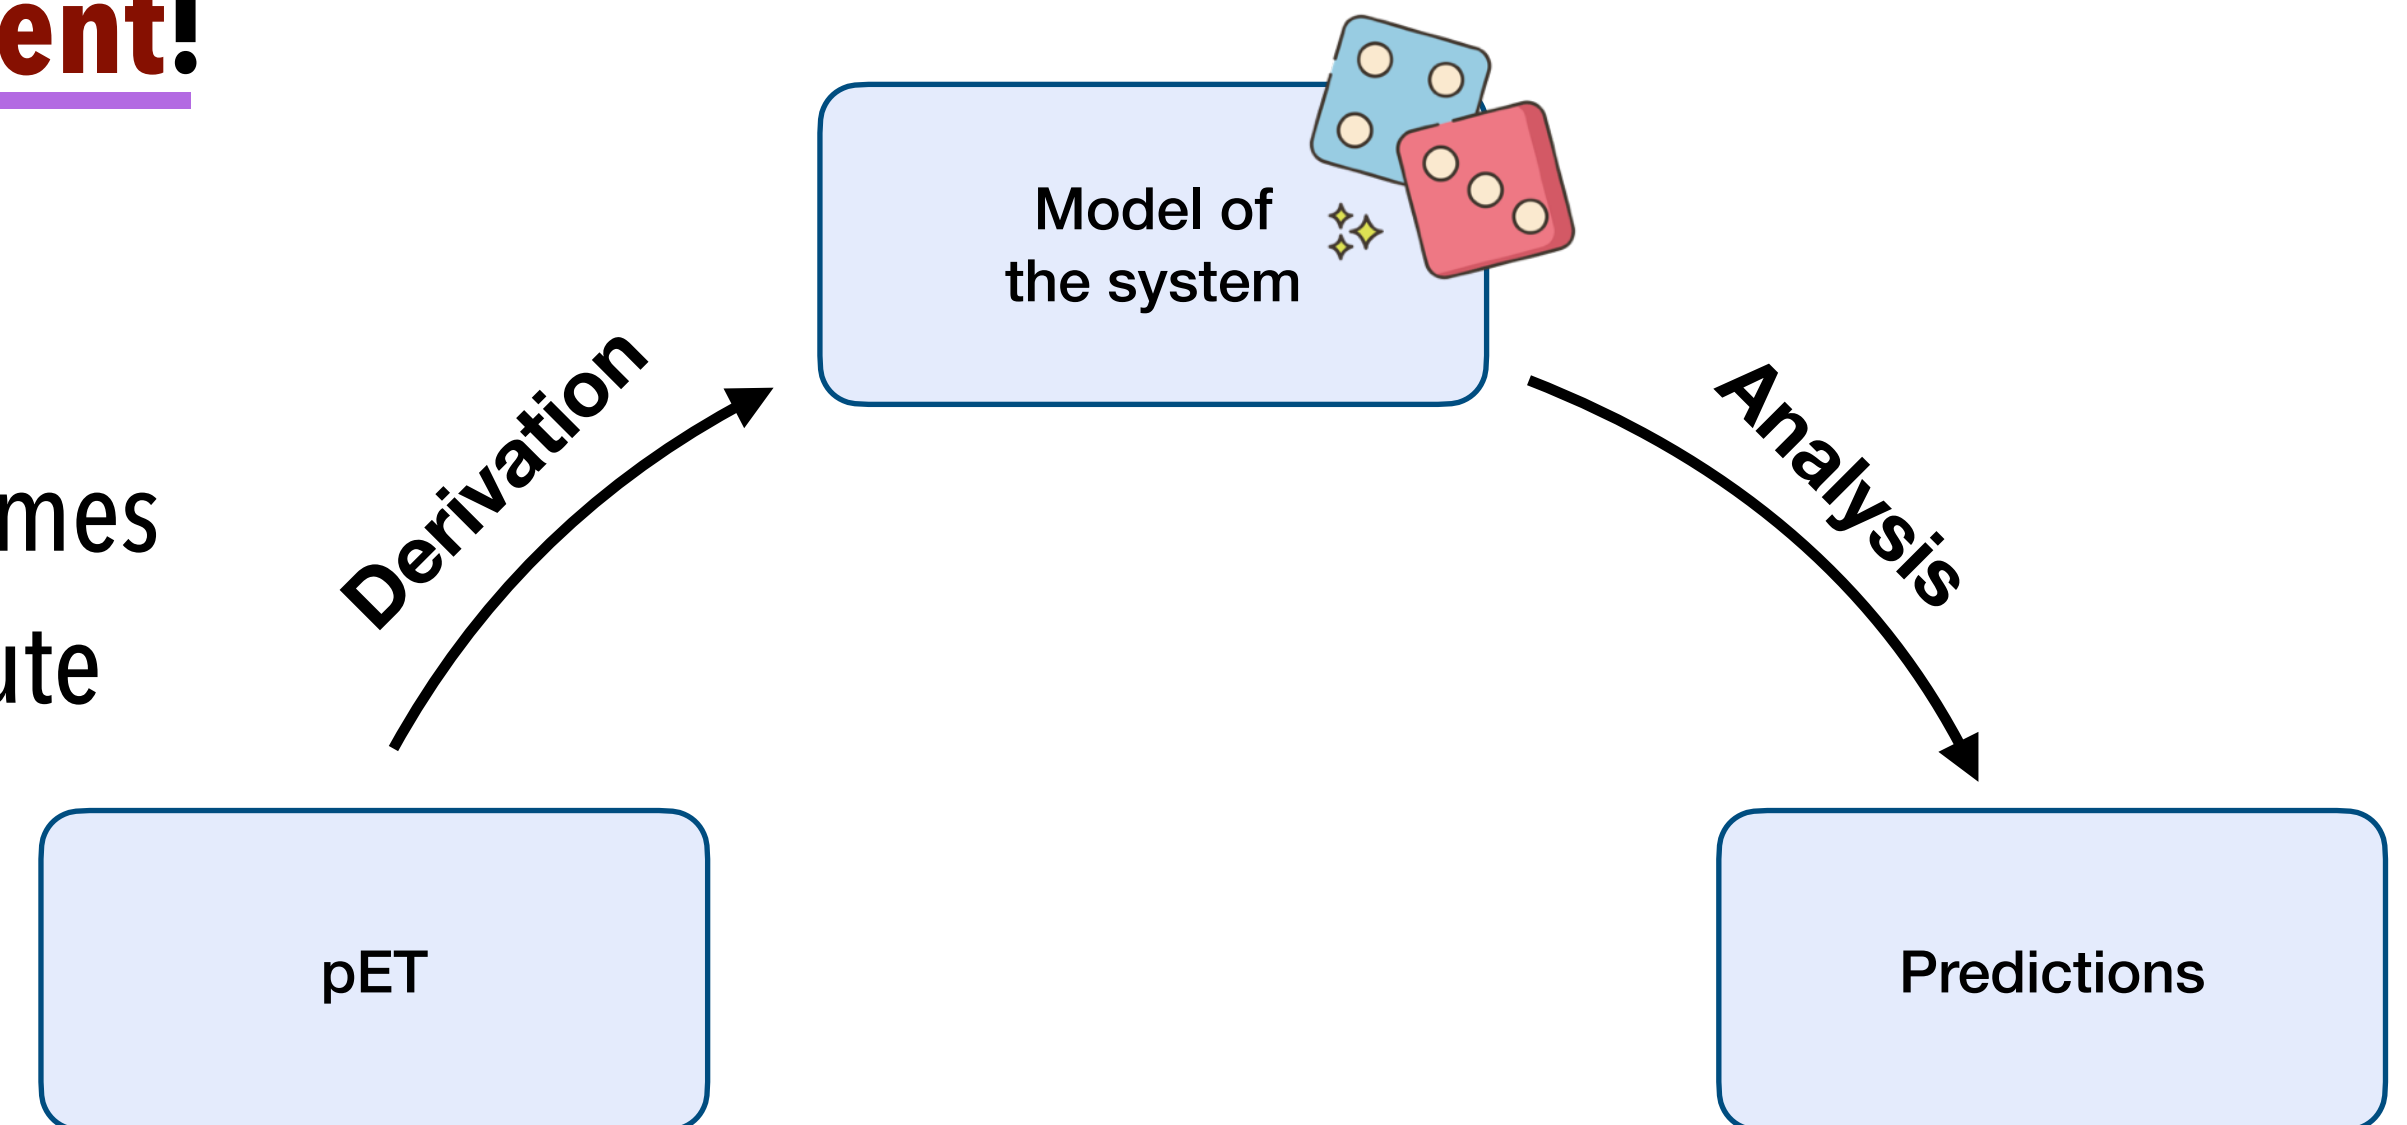 ent!
Model of
the system
Derivation
Analysis
mes
ute
pET
Predictions